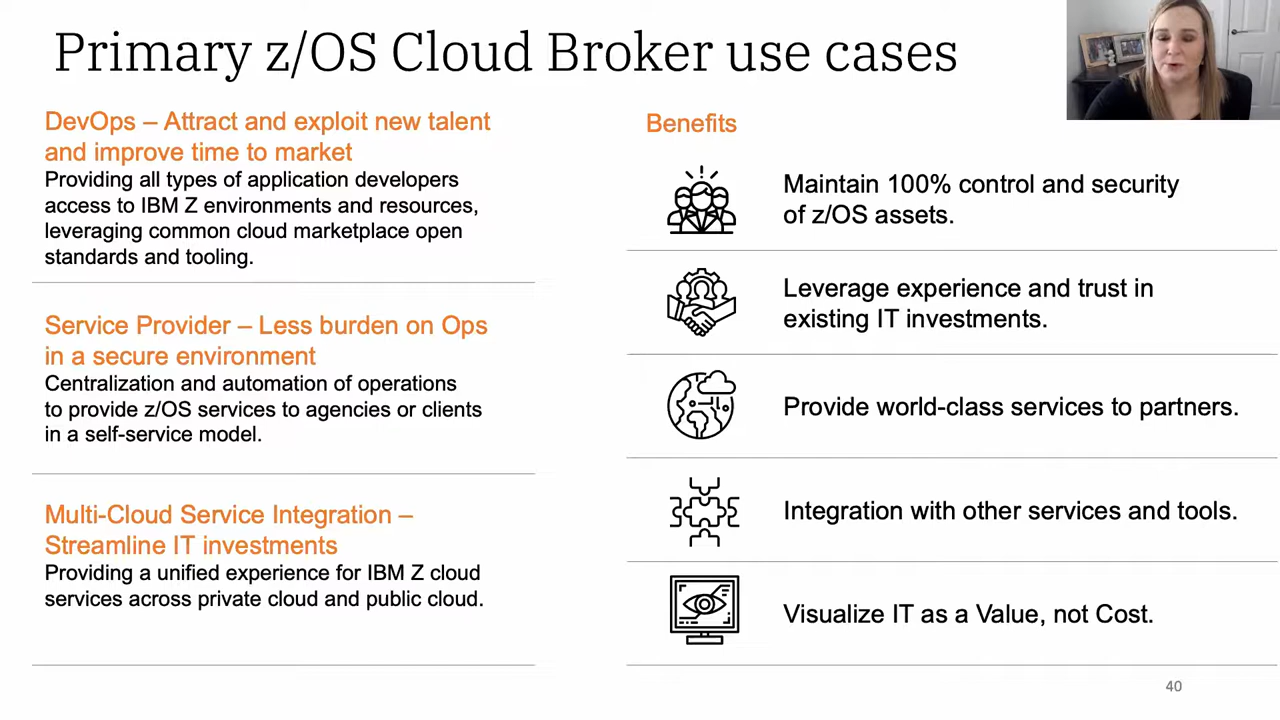 Primary z/OS Cloud Broker use cases
DevOps – Attract and exploit new talent
and improve time to market
Providing all types of application developers
access to IBM Z environments and resources,
leveraging common cloud marketplace open
standards and tooling.
Service Provider – Less burden on Ops
in a secure environment
Centralization and automation of operations
to provide z/OS services to agencies or clients
in a self-service model.
Multi-Cloud Service Integration –
Streamline IT investments
Providing a unified experience for IBM Z cloud
services across private cloud and public cloud.
Benefits
Maintain 100% control and security
of z/OS assets.
Leverage experience and trust in
existing IT investments.
Provide world-class services to partners.
Integration with other services and tools.
Visualize IT as a Value, not Cost.
40